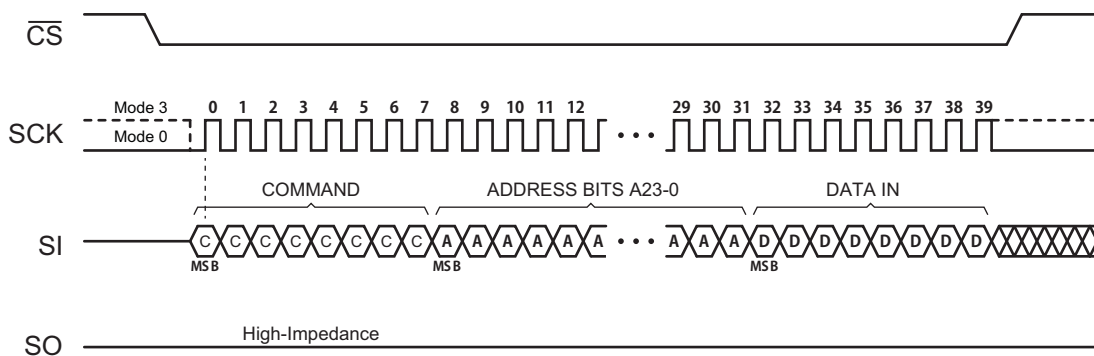 CS
Mode 3
0 1 2 3 4 5 6 7 8 9 10 11 12 29 30 31 32 33 34 35 36 37 38 39
SCK
Mode 0
COMMAND ADDRESS BITS A23-0 DATA IN
SI C C C C C C C C A A A A A A A A A D D D D D D D D
MSB MSB MSB
High-Impedance
SO